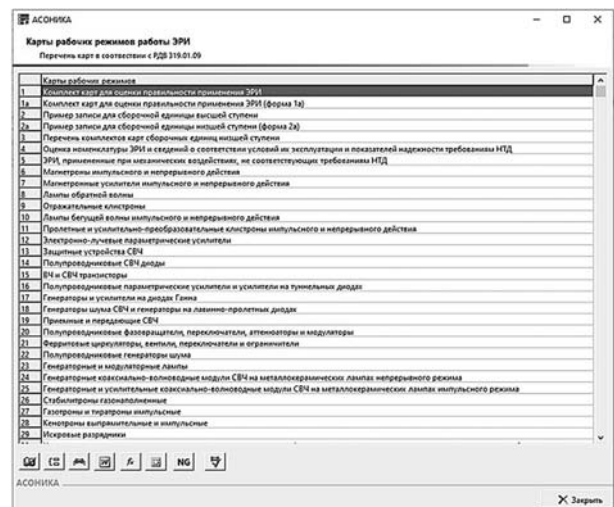 АСОНИКА
Карты рабочих режимов работы ЭРИ
Перечень карт в соответствии с РДВ 319.01.09
Карты рабочих режимов
1 Комплект карт для оценки правильности применения ЭРИ
1а Комплект карт для оценки правильности применения ЭРИ (форма 1а)
2 Пример записи для сборочной единицы высшей ступени
2а Пример записи для сборочной единицы низшей ступени (форма 2а)
3 Перечень комплектов карт сборочных единиц низшей ступени
4 Оценка номенклатуры ЭРИ и сведений о соответствии условий их эксплуатации и показателей надежности требованиям НТД
5 ЭРИ, примененные при механических воздействиях, не соответствующих требованиям НТД
6 Магнетроны импульсного и непрерывного действия
7 Магнетронные усилители импульсного и непрерывного действия
8 Лампы обратной волны
9 Отражательные клистроны
10 Лампы бегущей волны импульсного и непрерывного действия
11 Пролетные и усилительно-преобразовательные клистроны импульсного и непрерывного действия
12 Электронно-лучевые параметрические усилители
13 Защитные устройства СВЧ
14 Полупроводниковые СВЧ диоды
15 ВЧ и СВЧ транзисторы
16 Полупроводниковые параметрические усилители и усилители на туннельных диодах
17 Генераторы и усилители на диодах Ганна
18 Генераторы шума СВЧ и генераторы на лавинно-пролетных диодах
19 Приемные и передающие СВЧ
20 Полупроводниковые фазовращатели, переключатели, аттенюаторы и модуляторы
21 Ферритовые циркуляторы, вентили, переключатели и ограничители
22 Полупроводниковые генераторы шума
23 Генераторные и модуляторные лампы
24 Генераторные коаксиально-волноводные модули СВЧ на металлокерамических лампах непрерывного режима
25 Генераторные и усилительные коаксиально-волноводные модули СВЧ на металлокерамических лампах импульсного режима
26 Стабилитроны газонаполненные
27 Газотроны и тиратроны импульсные
28 Кенотроны выпрямительные и импульсные
29 Искровые разрядники
NG
АСОНИКА
Закрыть